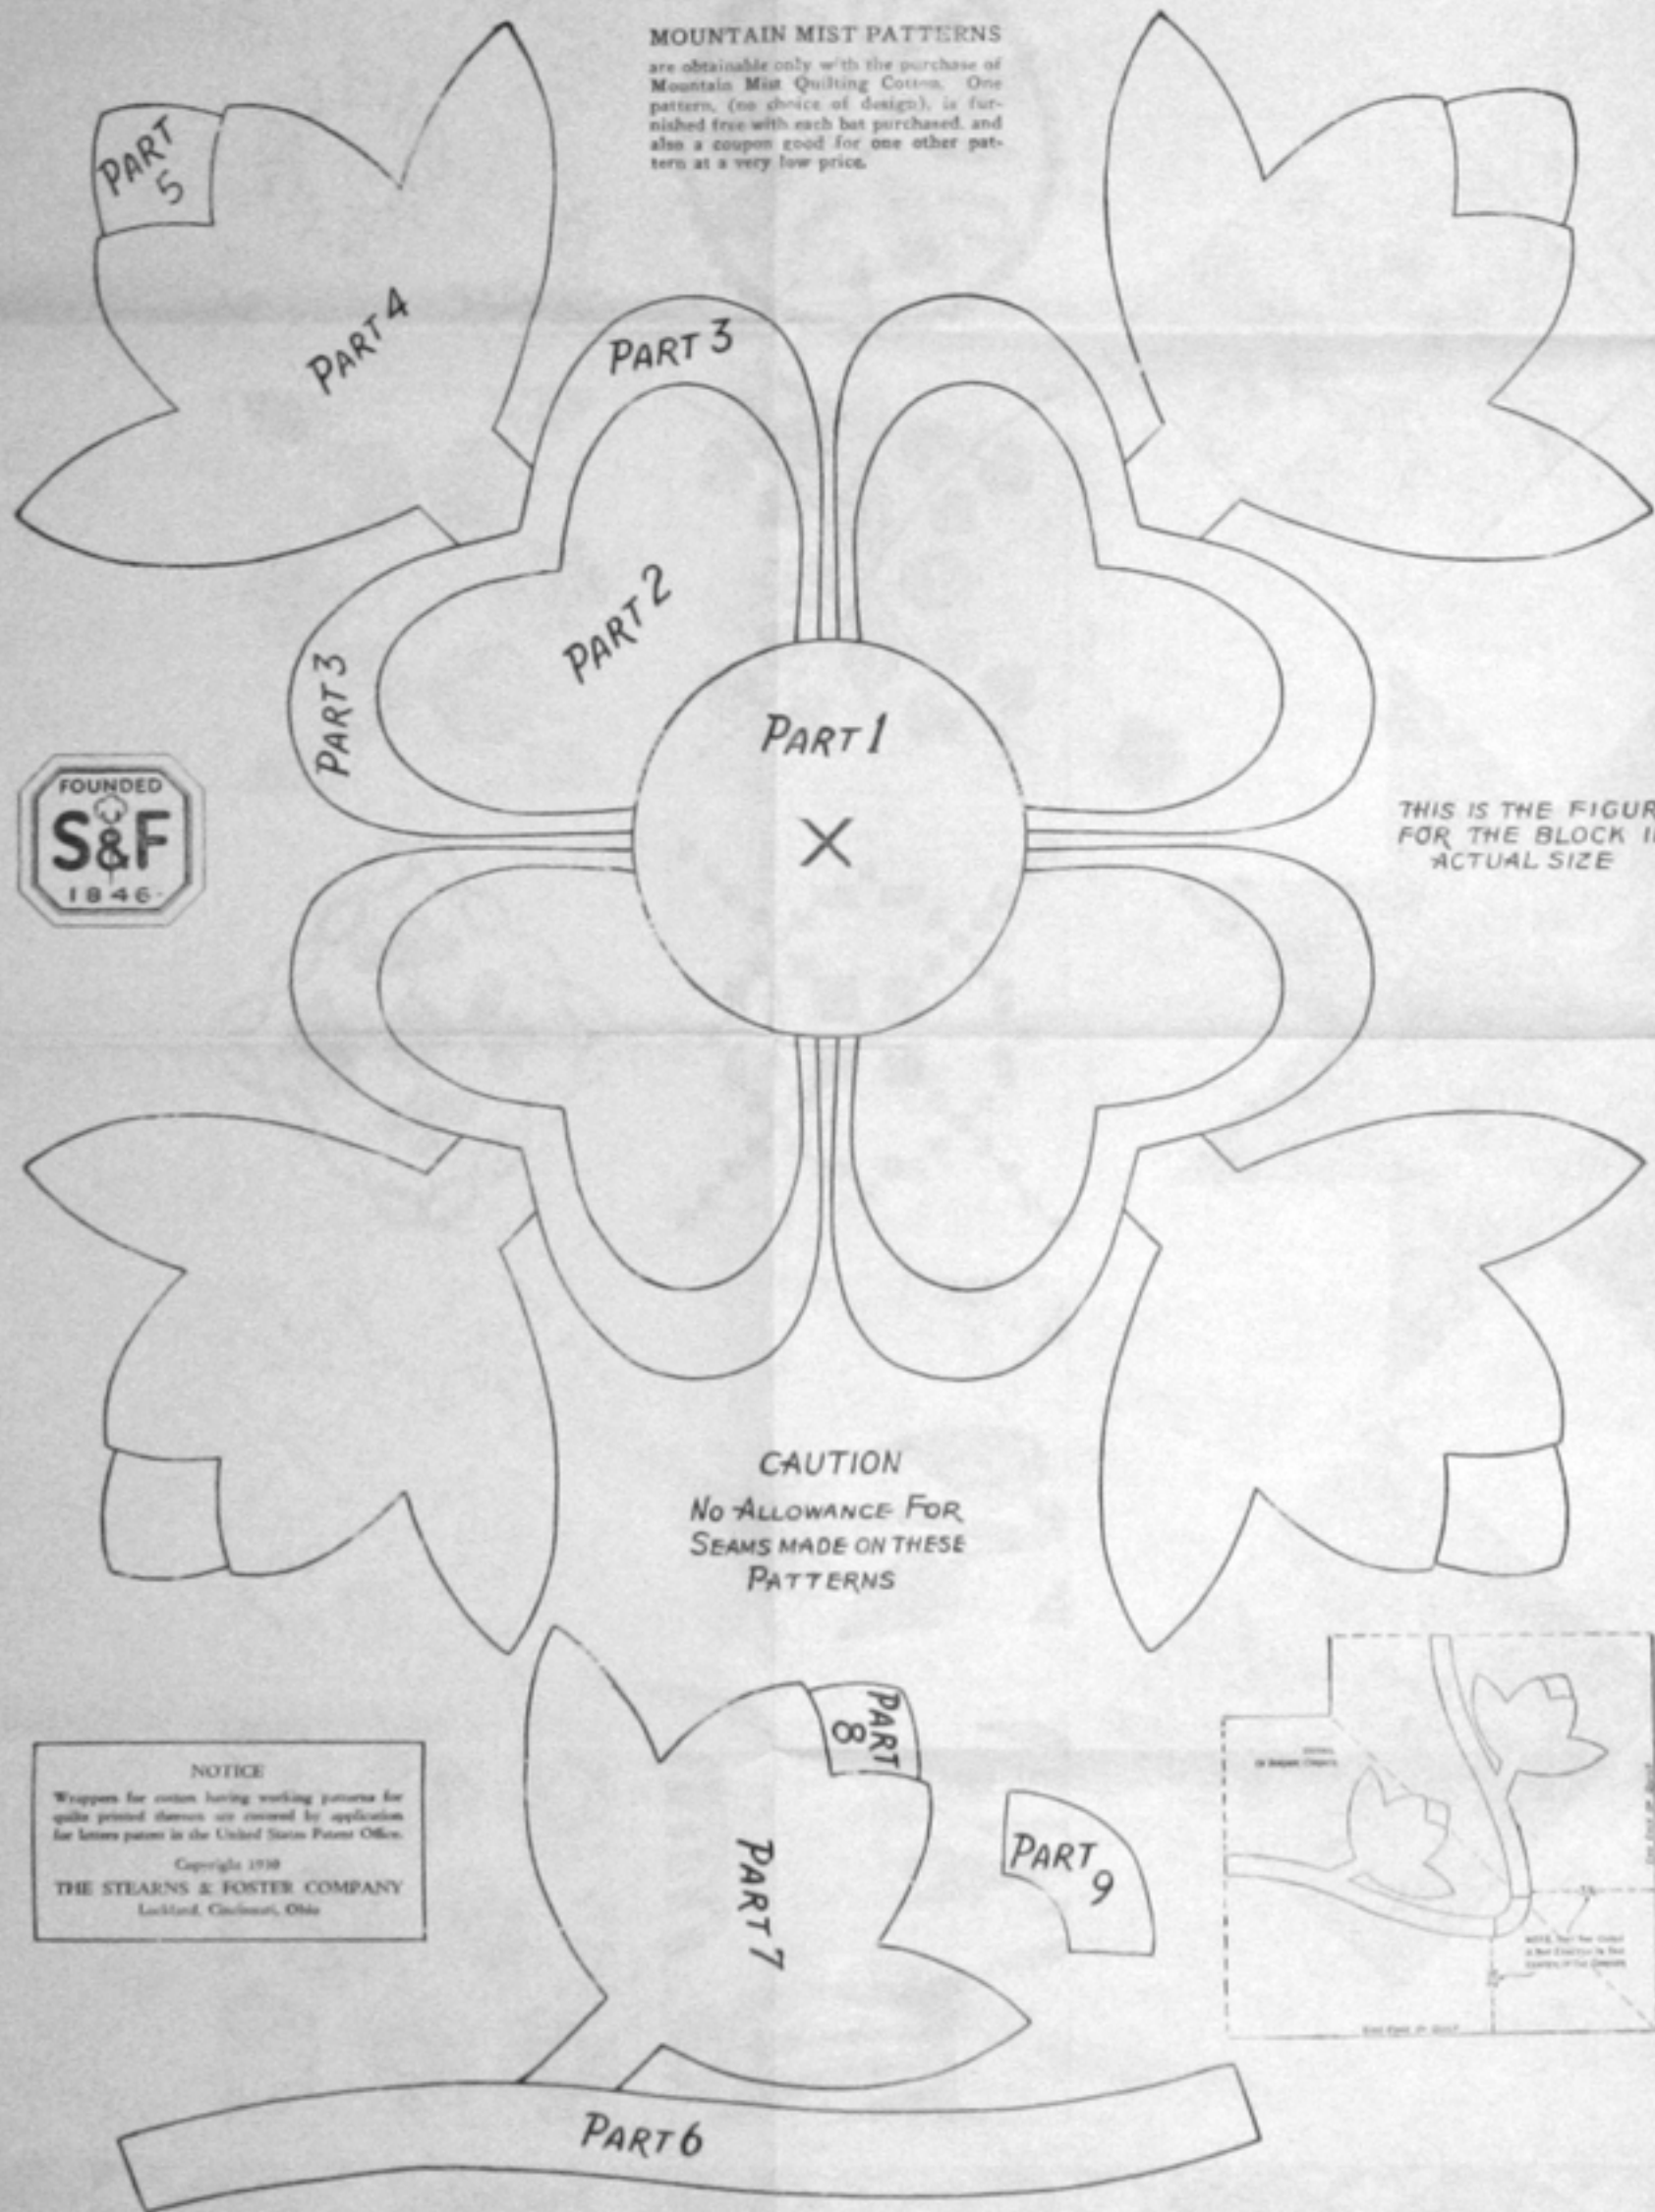 MOUNTAIN MIST PATTERNS
are obtainable only with the purchase of
Mountain Mist Quilting Cotton. One
pattern, (no choice of design), is fur-
nished free with each bat purchased, and
also a coupon good for one other pat-
tern at a very low price.
PART
5
PART 4
PART 3
PART 2
PART 3
PART 1
X
FOUNDED
S&F
1846
THIS IS THE FIGUR
FOR THE BLOCK I
ACTUAL SIZE
CAUTION
NO ALLOWANCE FOR
SEAMS MADE ON THESE
PATTERNS
PART
8
PART 7
PART
9
NOTICE
Wrappers for cotton having working patterns for
quilts printed thereon are covered by application
for letters patent in the United States Patent Office.
Copyright 1930
THE STEARNS & FOSTER COMPANY
Lockland, Cincinnati, Ohio
PART 6